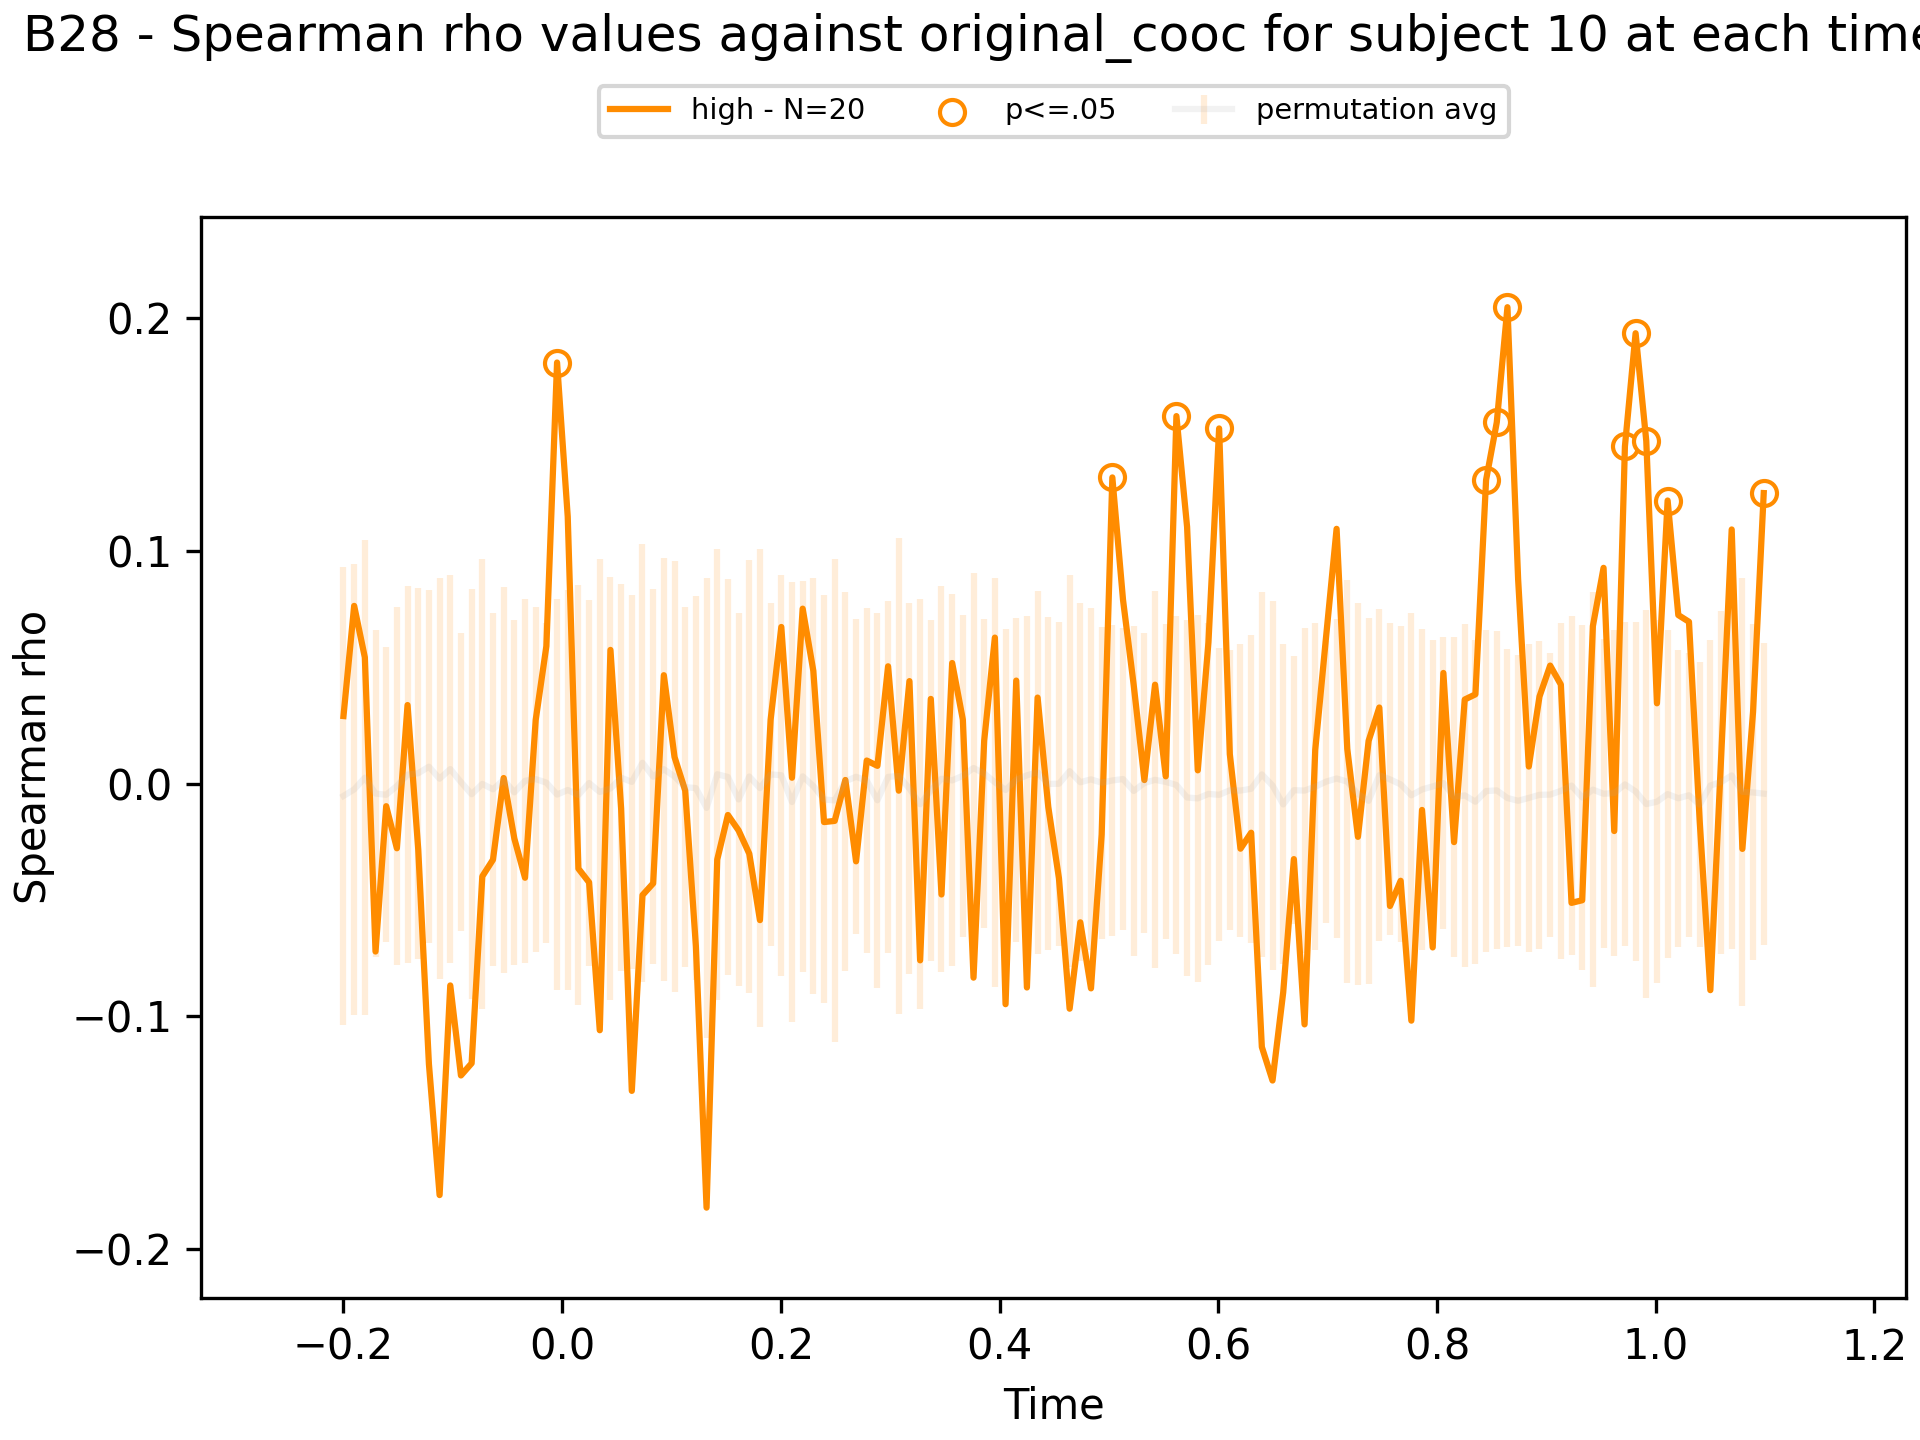 B28 - Spearman rho values against original_cooc for subject 10 at each time
high - N=20 p<=.05 permutation avg
0.2
0.1
0.0
−0.1
−0.2
Spearman rho
−0.2 0.0 0.2 0.4 0.6 0.8 1.0 1.2
Time